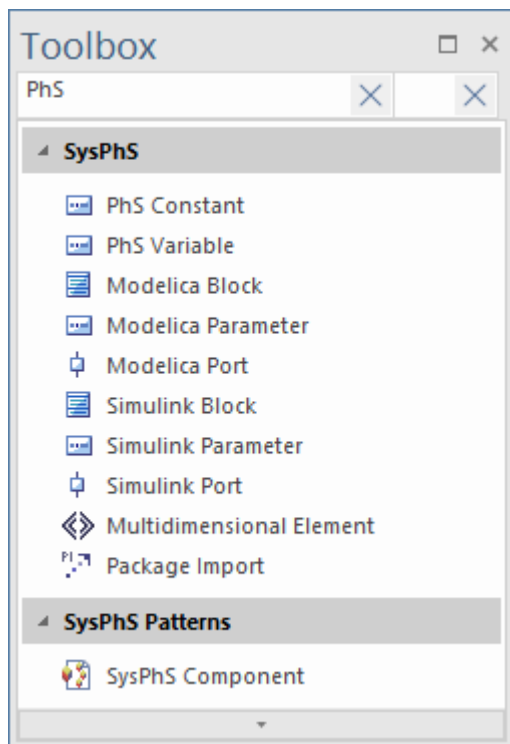 Toolbox
PhS
SysPhS
PhS Constant
PhS Variable
Modelica Block
Modelica Parameter
Modelica Port
Simulink Block
Simulink Parameter
Simulink Port
Multidimensional Element
PI Package Import
SysPhS Patterns
SysPhS Component